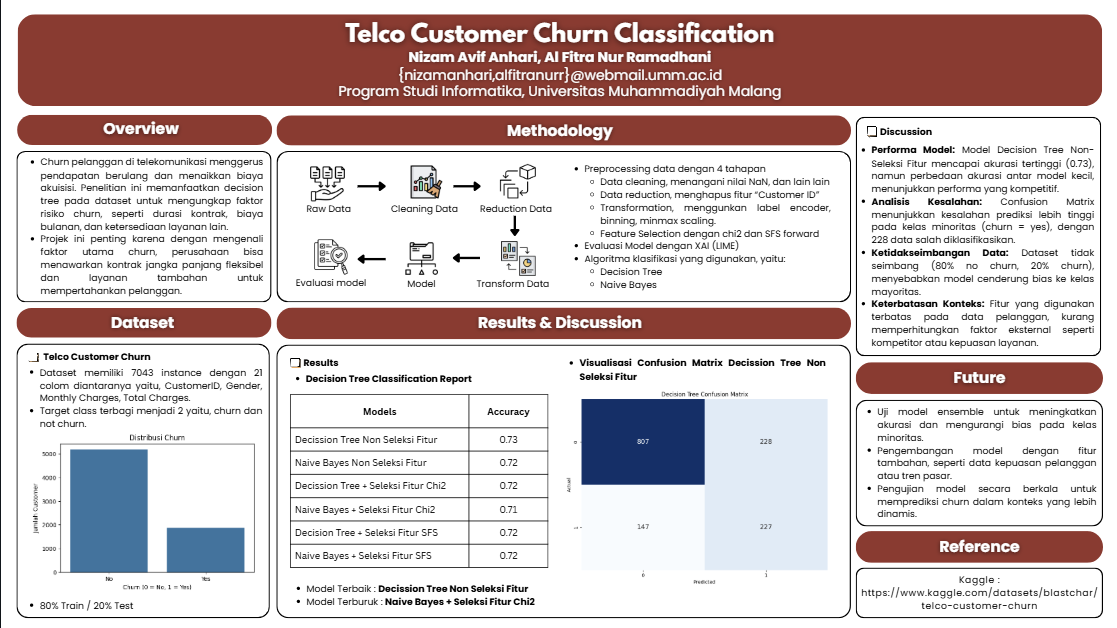 Telco Customer Churn Classification
Nizam Avif Anhari, Al Fitra Nur Ramadhani
{nizamanhari,alfitranurr}@webmail.umm.ac.id
Program Studi Informatika, Universitas Muhammadiyah Malang
Overview
• Churn pelanggan di telekomunikasi menggerus
pendapatan berulang dan menaikkan biaya
akuisisi. Penelitian ini memanfaatkan decision
tree pada dataset untuk mengungkap faktor
risiko churn, seperti durasi kontrak, biaya
bulanan, dan ketersediaan layanan lain.
• Projek ini penting karena dengan mengenali
faktor utama churn, perusahaan bisa
menawarkan kontrak jangka panjang fleksibel
dan layanan tambahan untuk
mempertahankan pelanggan.
Methodology
Raw Data
Cleaning Data
Reduction Data
Evaluasi model
Model
Transform Data
• Preprocessing data dengan 4 tahapan
○ Data cleaning, menangani nilai NaN, dan lain lain
○ Data reduction, menghapus fitur "Customer ID"
○ Transformation, menggunkan label encoder,
binning, minmax scaling.
○ Feature Selection dengan chi2 dan SFS forward
• Evaluasi Model dengan XAI (LIME)
• Algoritma klasifikasi yang digunakan, yaitu:
○ Decision Tree
○ Naive Bayes
Dataset
Telco Customer Churn
• Dataset memiliki 7043 instance dengan 21
colom diantaranya yaitu, CustomerID, Gender,
Monthly Charges, Total Charges.
• Target class terbagi menjadi 2 yaitu, churn dan
not churn.
Distribusi Churn
Jumlah Customer
5000
4000
3000
2000
1000
0
No
Yes
Churn (0 = No, 1 = Yes)
• 80% Train / 20% Test
Results & Discussion
Results
• Decision Tree Classification Report
Models Accuracy
Decission Tree Non Seleksi Fitur 0.73
Naive Bayes Non Seleksi Fitur 0.72
Decission Tree + Seleksi Fitur Chi2 0.72
Naive Bayes + Seleksi Fitur Chi2 0.71
Decission Tree + Seleksi Fitur SFS 0.72
Naive Bayes + Seleksi Fitur SFS 0.72
• Model Terbaik : Decission Tree Non Seleksi Fitur
• Model Terburuk : Naive Bayes + Seleksi Fitur Chi2
• Visualisasi Confusion Matrix Decission Tree Non
Seleksi Fitur
Decision Tree Confusion Matrix
Actual
0
807
228
1
147
227
0
1
Predicted
Discussion
• Performa Model: Model Decision Tree Non-
Seleksi Fitur mencapai akurasi tertinggi (0.73),
namun perbedaan akurasi antar model kecil,
menunjukkan performa yang kompetitif.
• Analisis Kesalahan: Confusion Matrix
menunjukkan kesalahan prediksi lebih tinggi
pada kelas minoritas (churn = yes), dengan
228 data salah diklasifikasikan.
• Ketidakseimbangan Data: Dataset tidak
seimbang (80% no churn, 20% churn),
menyebabkan model cenderung bias ke kelas
mayoritas.
• Keterbatasan Konteks: Fitur yang digunakan
terbatas pada data pelanggan, kurang
memperhitungkan faktor eksternal seperti
kompetitor atau kepuasan layanan.
Future
• Uji model ensemble untuk meningkatkan
akurasi dan mengurangi bias pada kelas
minoritas.
• Pengembangan model dengan fitur
tambahan, seperti data kepuasan pelanggan
atau tren pasar.
• Pengujian model secara berkala untuk
memprediksi churn dalam konteks yang lebih
dinamis.
Reference
Kaggle :
https://www.kaggle.com/datasets/blastchar/
telco-customer-churn